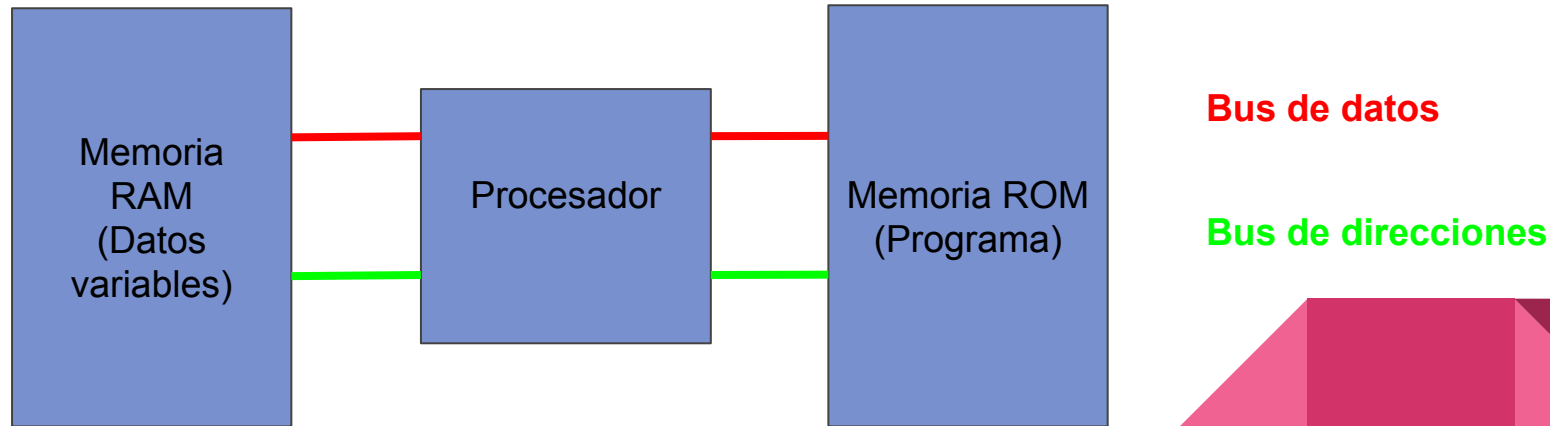 Memoria
RAM
(Datos
variables)
Procesador
Memoria ROM
(Programa)
Bus de datos
Bus de direcciones